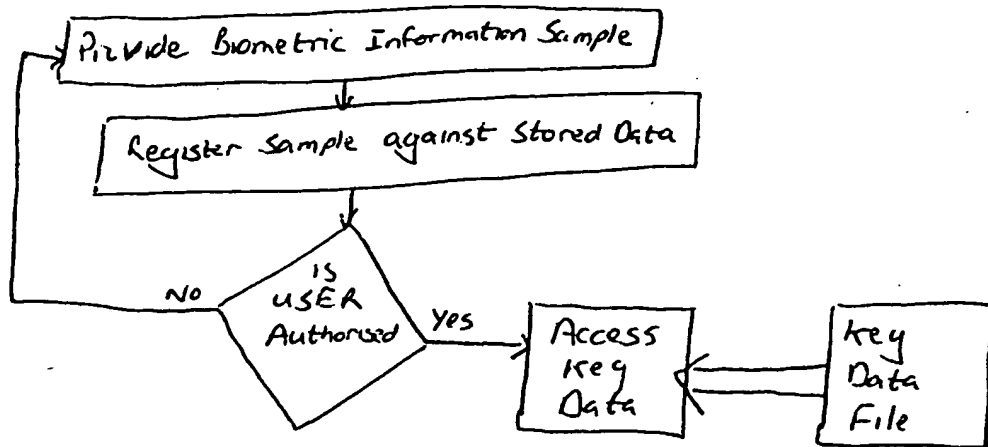 Provide Biometric Information Sample
Register Sample against Stored Data
Is
USER
Authorised
No
Yes
Access
Key
Data
Key
Data
File